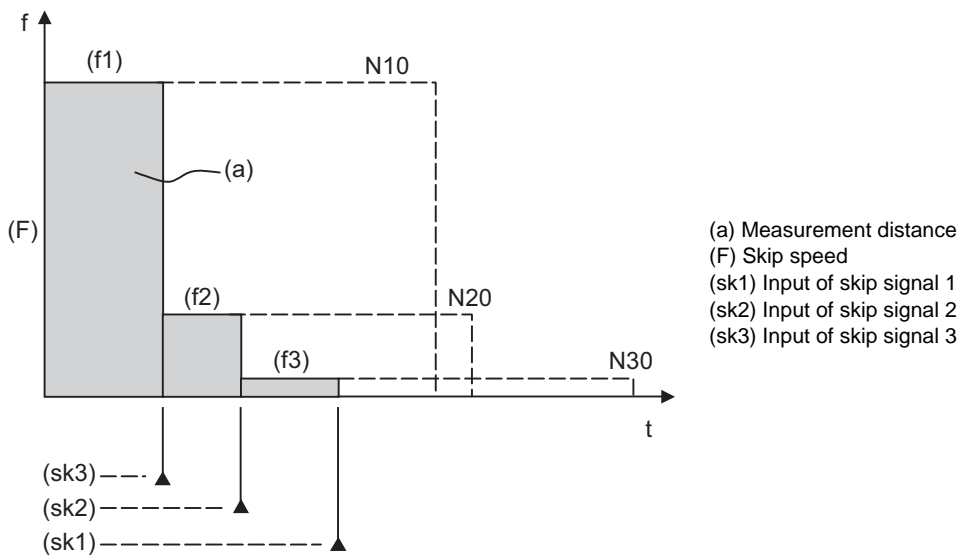 f
(f1)
N10
(a)
(F)
(f2)
N20
(f3)
N30
t
(sk3)
(sk2)
(sk1)
(a) Measurement distance
(F) Skip speed
(sk1) Input of skip signal 1
(sk2) Input of skip signal 2
(sk3) Input of skip signal 3